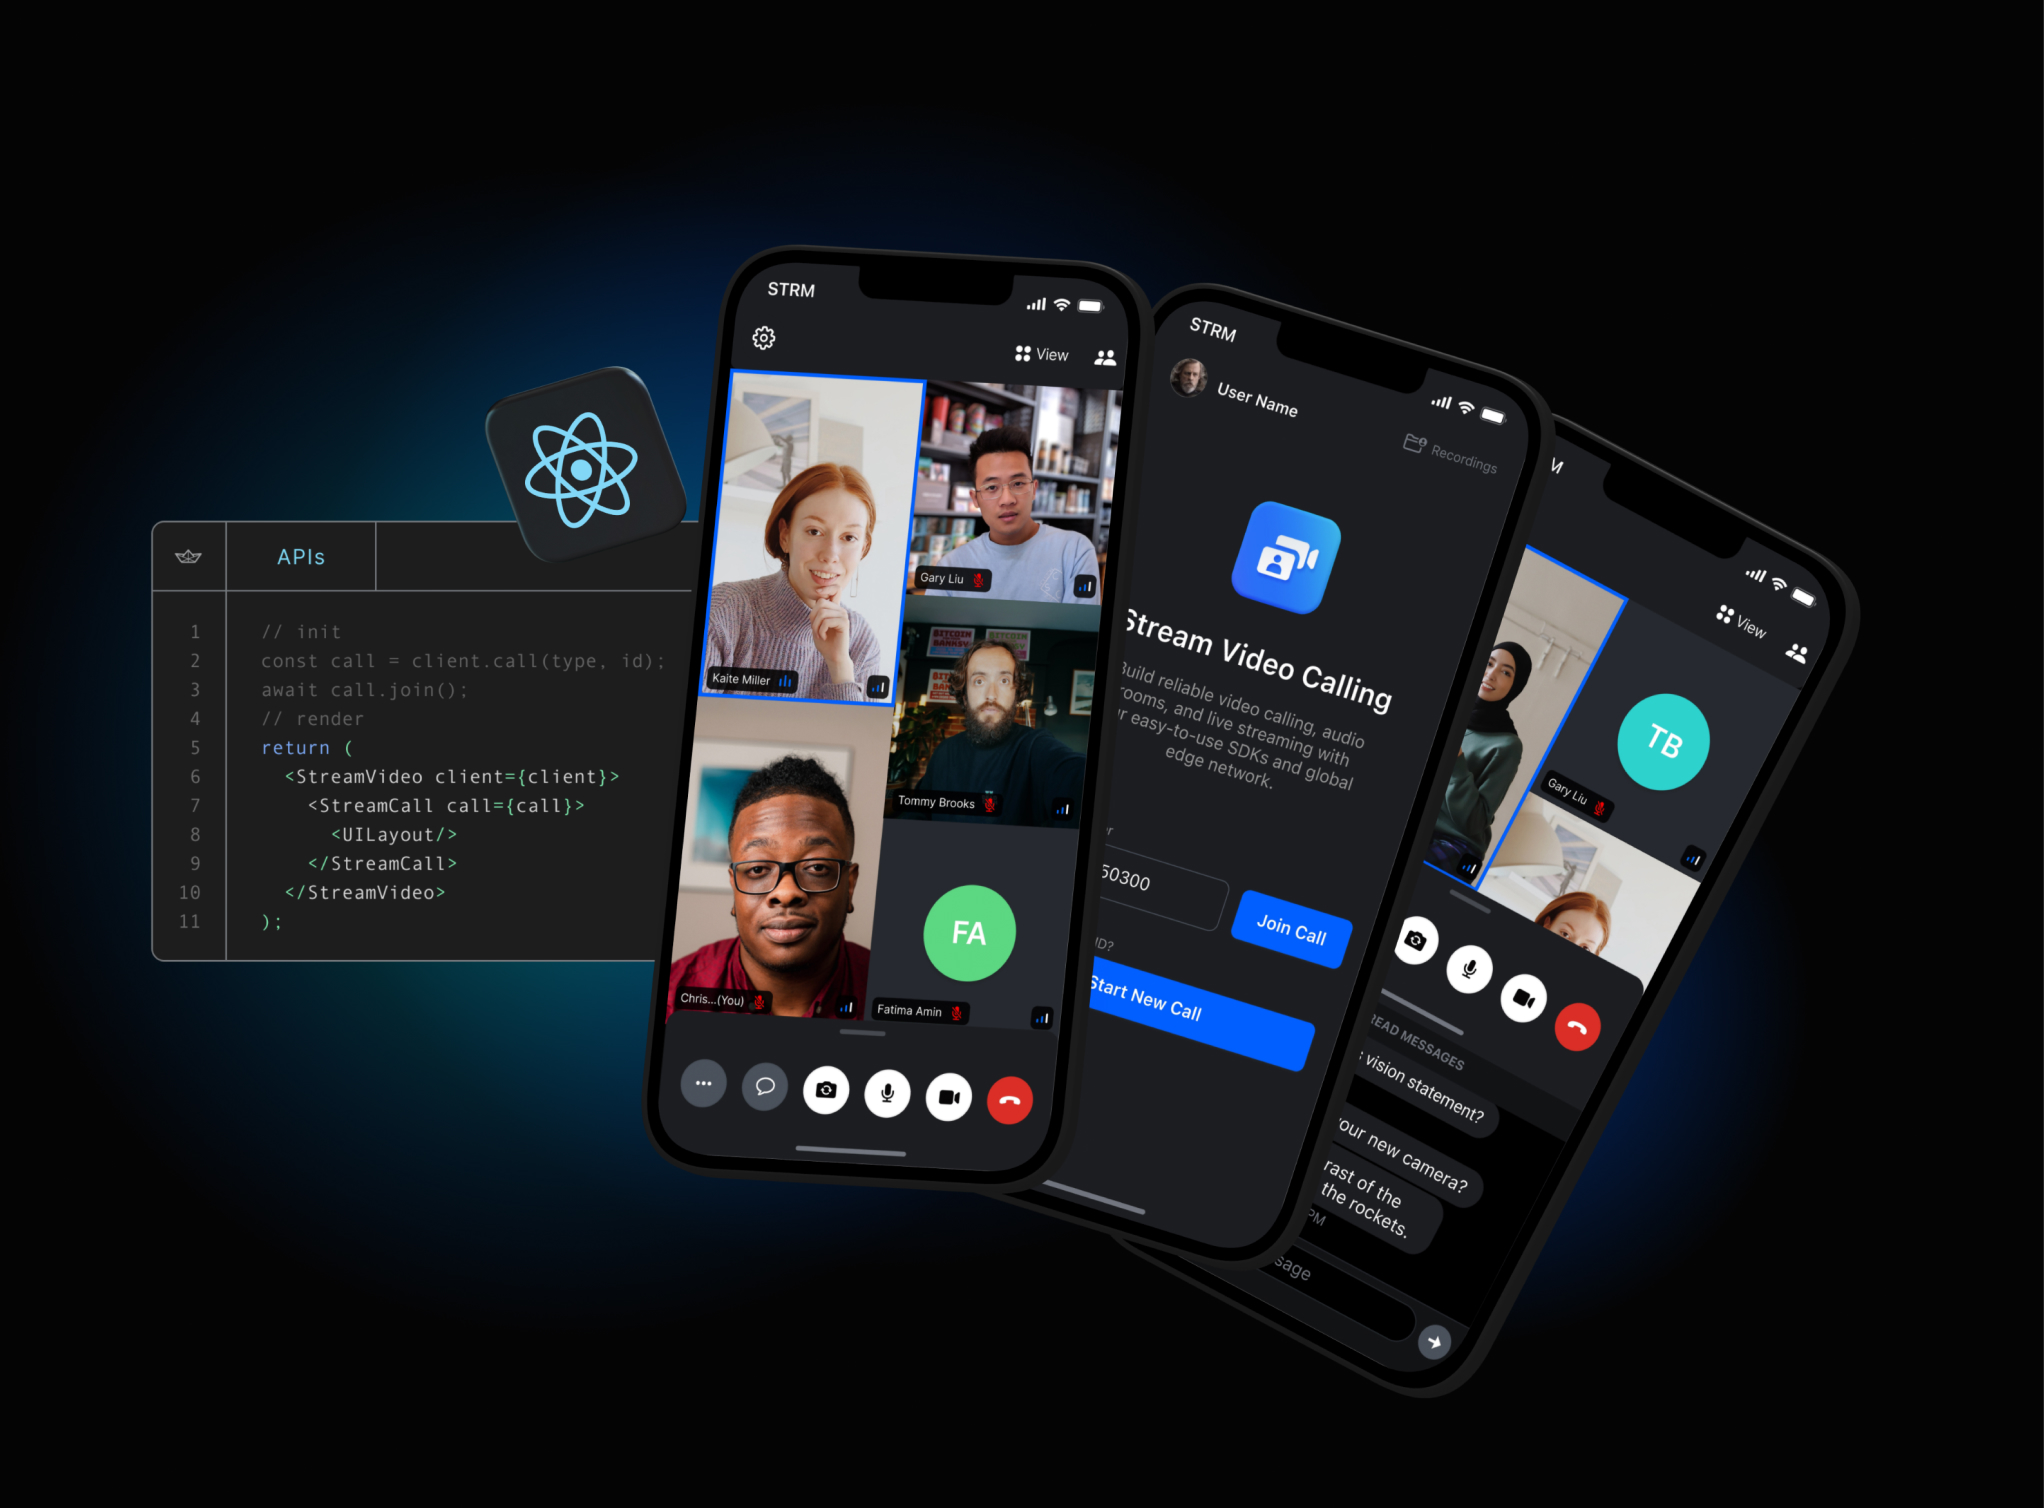 APIs
1 // init
2 const call = client.call(type, id);
3 await call.join();
4 // render
5 return (
6 <StreamVideo client={client}>
7 <StreamCall call={call}>
8 <UILayout/>
9 </StreamCall>
10 </StreamVideo>
11 );
STRM
View
Kaite Miller
Gary Liu
BITCOIN
BANKSY
BITCOIN
Tommy Brooks
Chris...(You)
FA
Fatima Amin
STRM
User Name
Recordings
Stream Video Calling
Build reliable video calling, audio
rooms, and live streaming with
r easy-to-use SDKs and global
edge network.
r
50300
Join Call
ID?
Start New Call
M
View
TB
Gary Liu
READ MESSAGES
vision statement?
our new camera?
rast of the
the rockets.
PM
sage